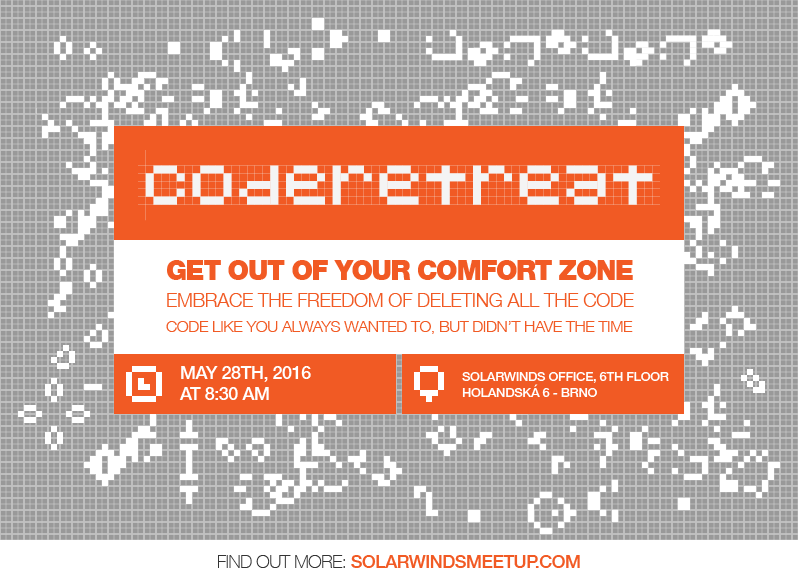 coderetreat
GET OUT OF YOUR COMFORT ZONE
EMBRACE THE FREEDOM OF DELETING ALL THE CODE
CODE LIKE YOU ALWAYS WANTED TO, BUT DIDN'T HAVE THE TIME
MAY 28TH, 2016
AT 8:30 AM
SOLARWINDS OFFICE, 6TH FLOOR
HOLANDSKÁ 6 - BRNO
FIND OUT MORE: SOLARWINDSMEETUP.COM